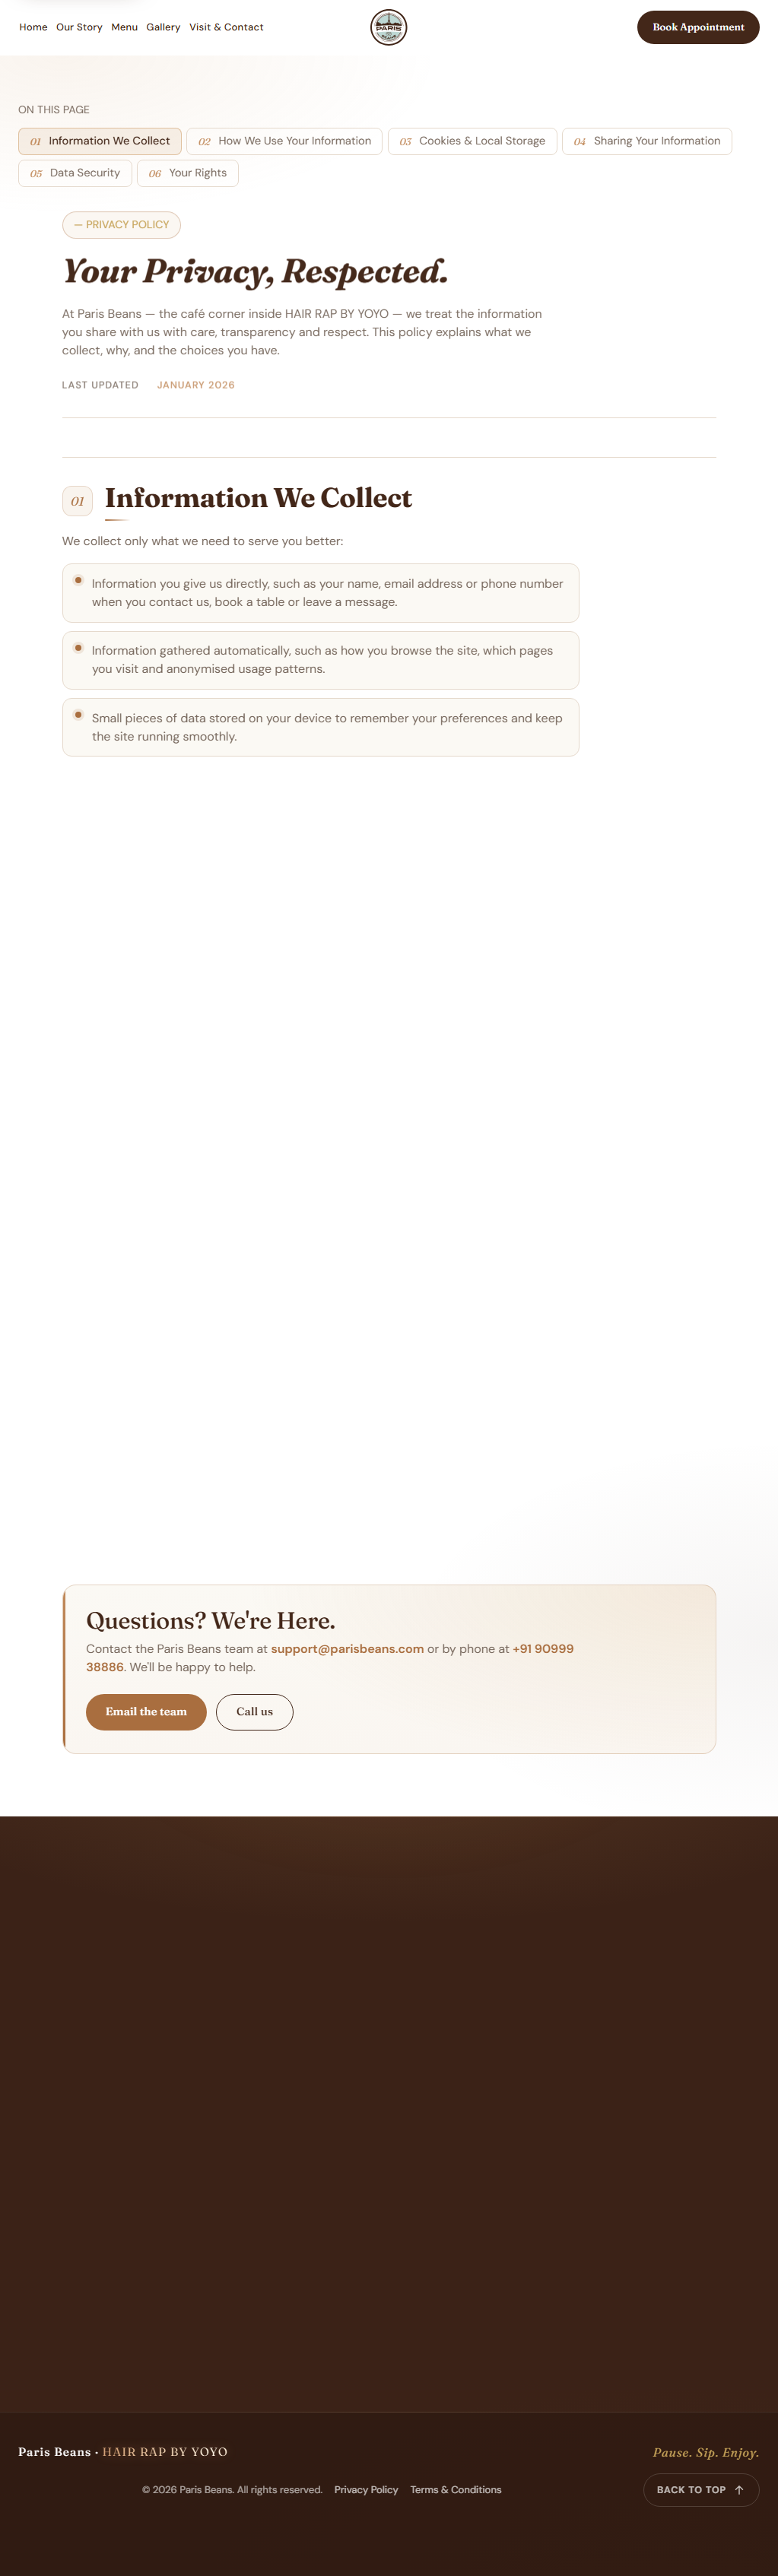 Home Our Story Menu Gallery Visit & Contact
PARIS
Book Appointment
ON THIS PAGE
01 Information We Collect 02 How We Use Your Information 03 Cookies & Local Storage 04 Sharing Your Information
05 Data Security 06 Your Rights
— PRIVACY POLICY
Your Privacy, Respected.
At Paris Beans — the café corner inside HAIR RAP BY YOYO — we treat the information
you share with us with care, transparency and respect. This policy explains what we
collect, why, and the choices you have.
LAST UPDATED JANUARY 2026
01 Information We Collect
We collect only what we need to serve you better:
Information you give us directly, such as your name, email address or phone number
when you contact us, book a table or leave a message.
Information gathered automatically, such as how you browse the site, which pages
you visit and anonymised usage patterns.
Small pieces of data stored on your device to remember your preferences and keep
the site running smoothly.
Questions? We're Here.
Contact the Paris Beans team at support@parisbeans.com or by phone at +91 90999
38886. We'll be happy to help.
Email the team Call us
Paris Beans · HAIR RAP BY YOYO
Pause. Sip. Enjoy.
© 2026 Paris Beans. All rights reserved. Privacy Policy Terms & Conditions
BACK TO TOP ↑